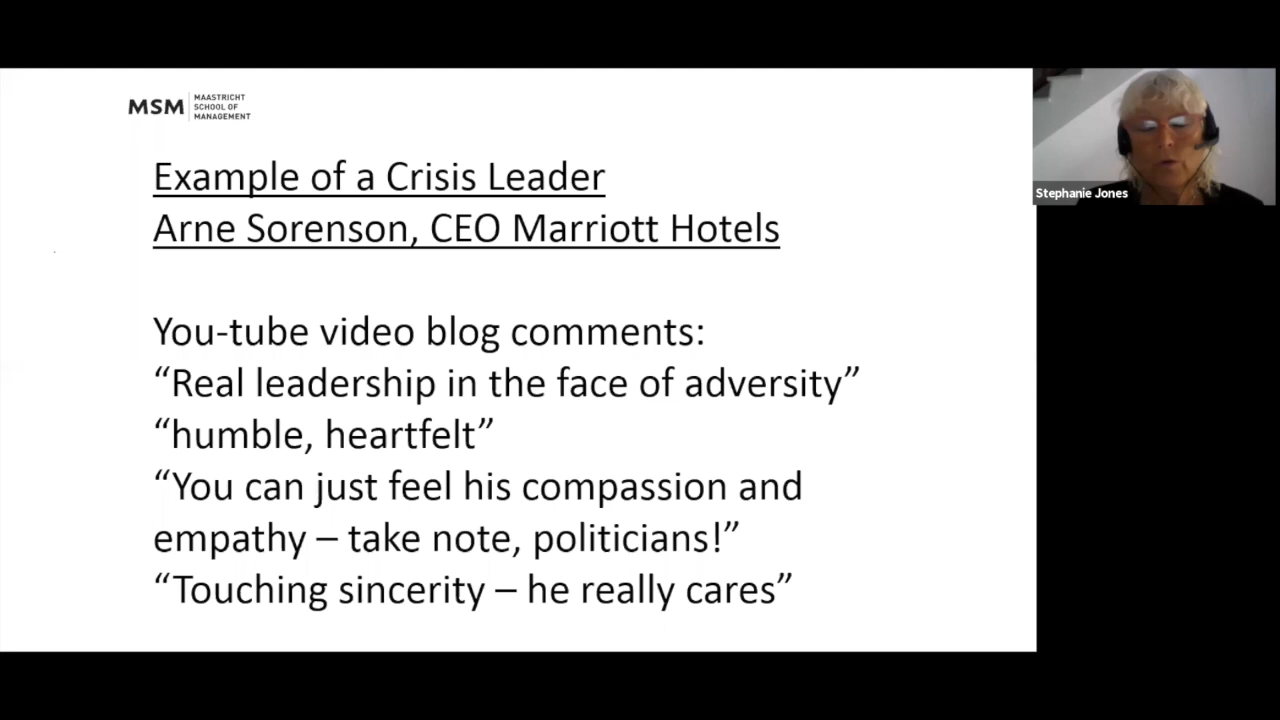 MSM
MAASTRICHT
SCHOOL OF
MANAGEMENT
Example of a Crisis Leader
Arne Sorenson, CEO Marriott Hotels
You-tube video blog comments:
“Real leadership in the face of adversity”
“humble, heartfelt”
“You can just feel his compassion and
empathy – take note, politicians!”
“Touching sincerity – he really cares”
Stephanie Jones